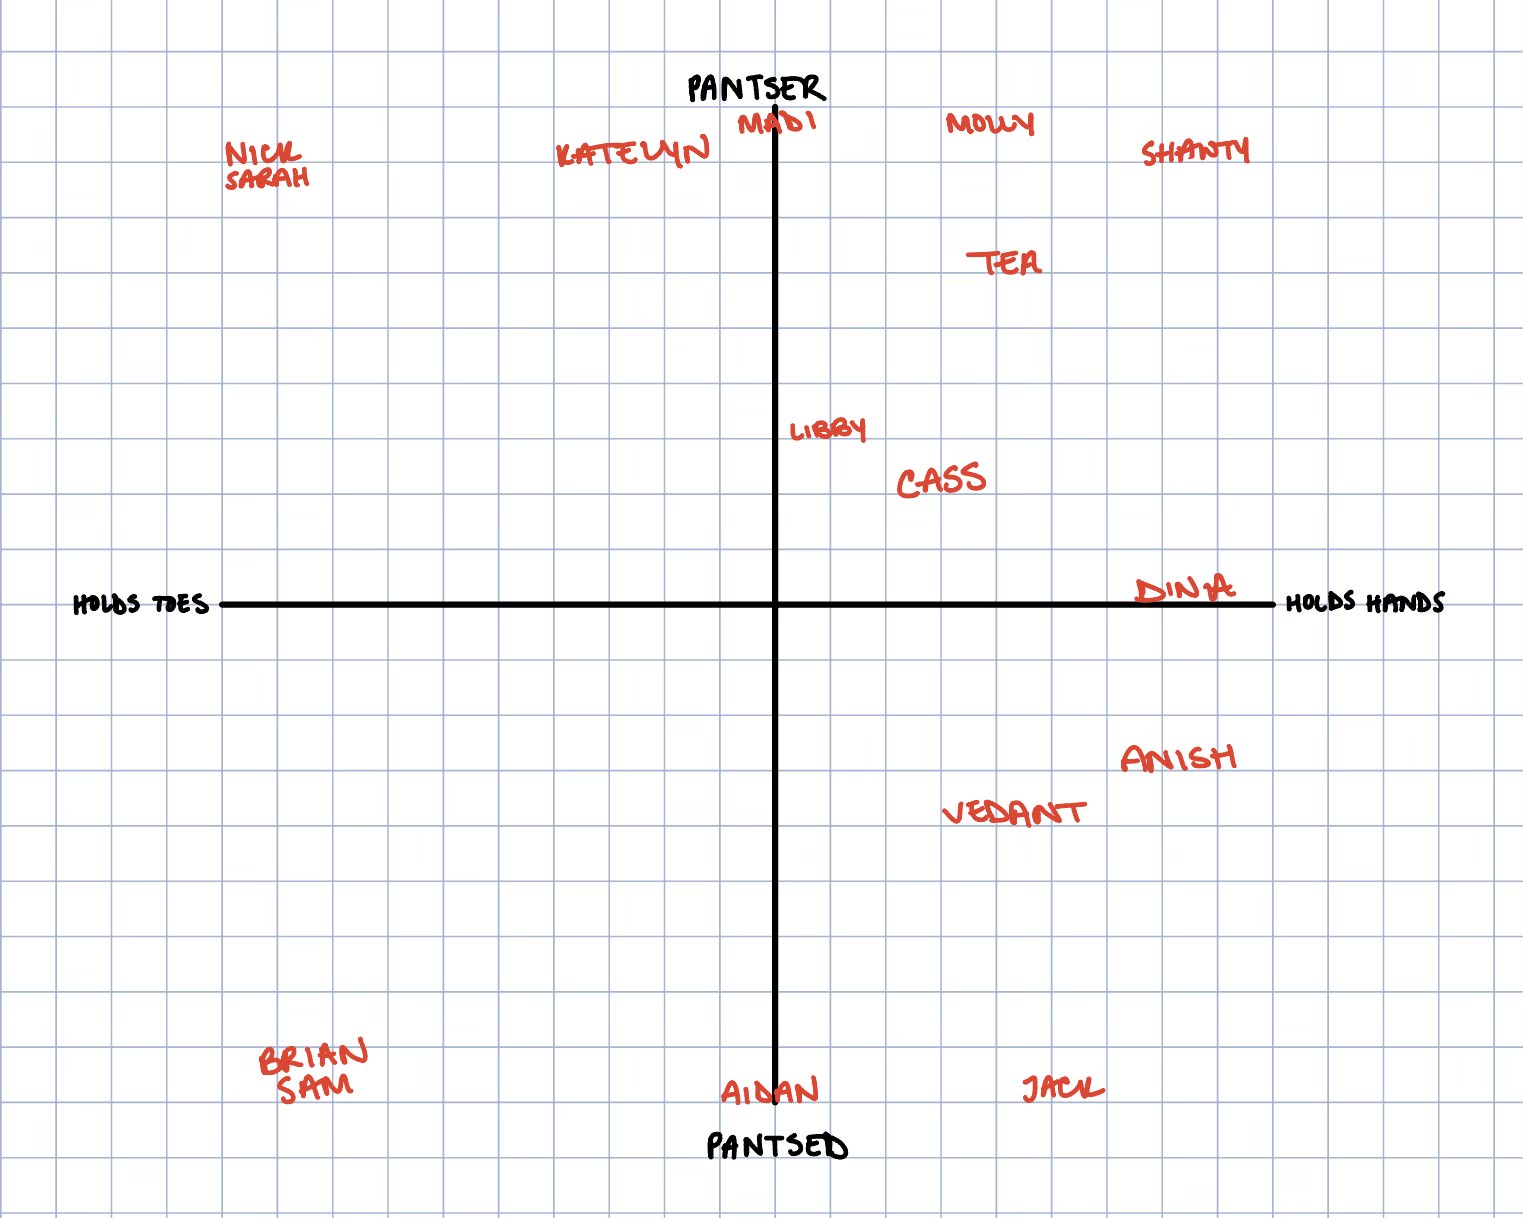 PANTSER
MADI
MOLLY
NICK
KATELYN
SHANTY
SARAH
TEA
LIBBY
CASS
DINA
HOLDS TOES
HOLDS HANDS
ANISH
VEDANT
BRIAN
SAM
AIDAN
JACK
PANTSED